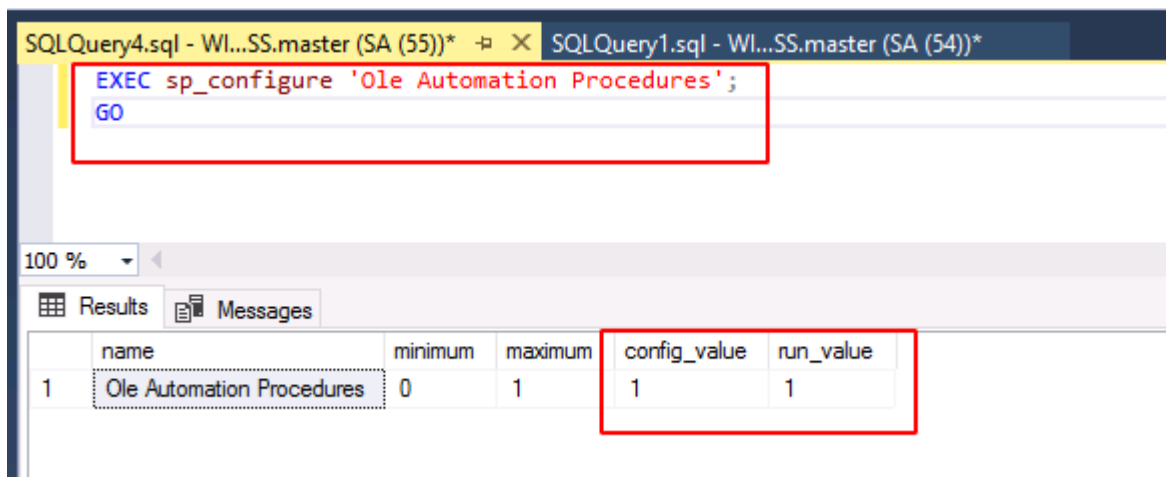 SQLQuery4.sql - WI...SS.master (SA (55))* SQLQuery1.sql - WI...SS.master (SA (54))*
EXEC sp_configure 'Ole Automation Procedures';
GO
100 %
Results Messages
name minimum maximum config_value run_value
1 Ole Automation Procedures 0 1 1 1